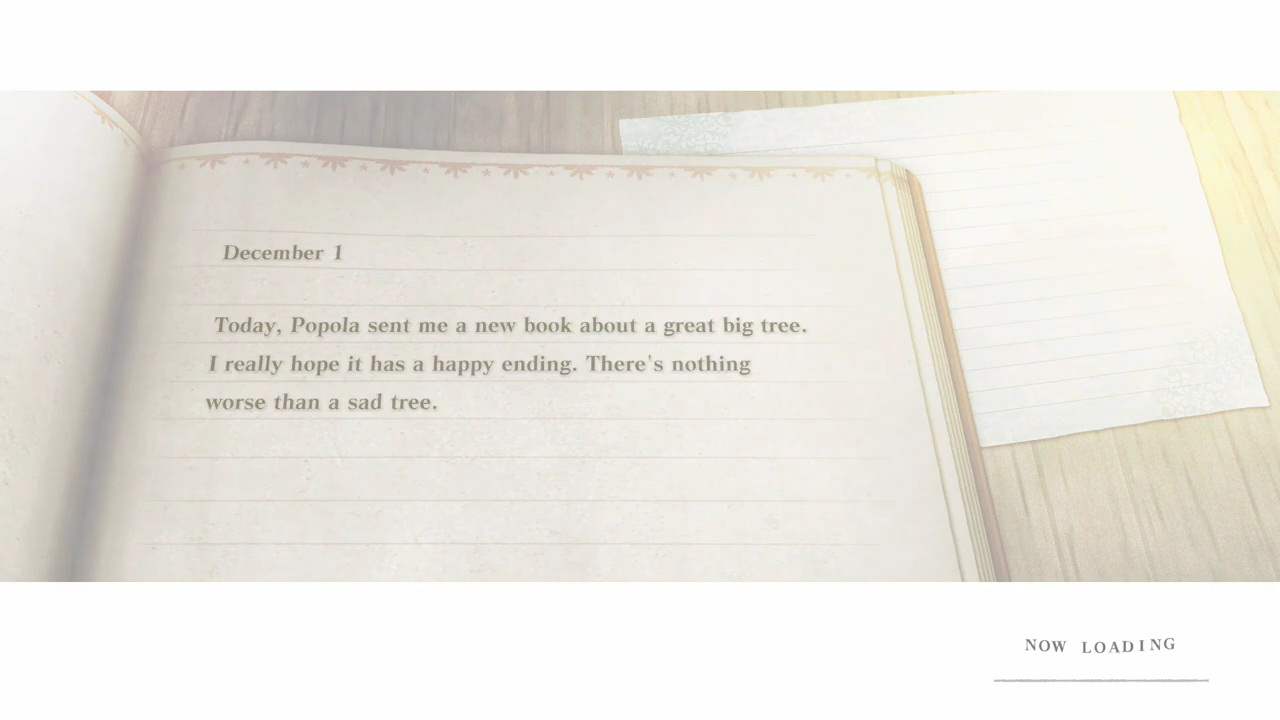 December 1
Today, Popola sent me a new book about a great big tree.
I really hope it has a happy ending. There's nothing
worse than a sad tree.
NOW LOADING